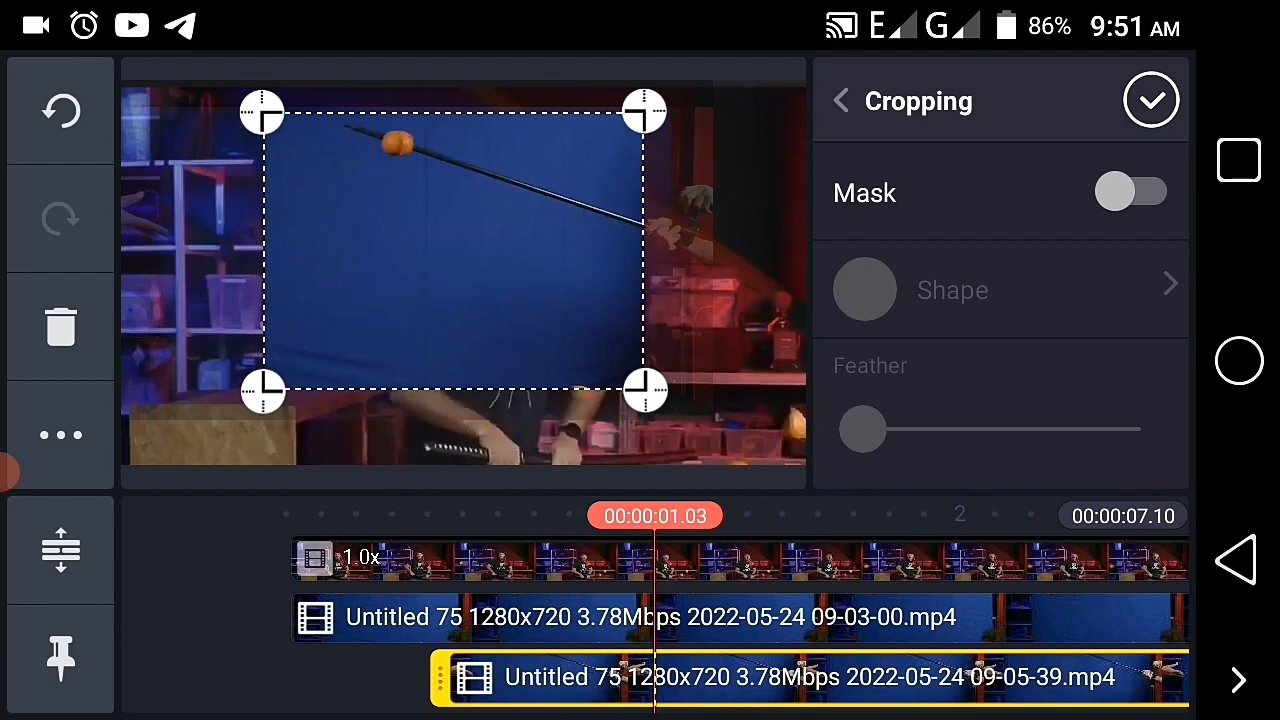 E G 86% 9:51 AM
Cropping
Mask
Shape
Feather
00:00:01.03
2
00:00:07.10
1.0x
Untitled 75 1280x720 3.78Mbps 2022-05-24 09-03-00.mp4
Untitled 75 1280x720 3.78Mbps 2022-05-24 09-05-39.mp4